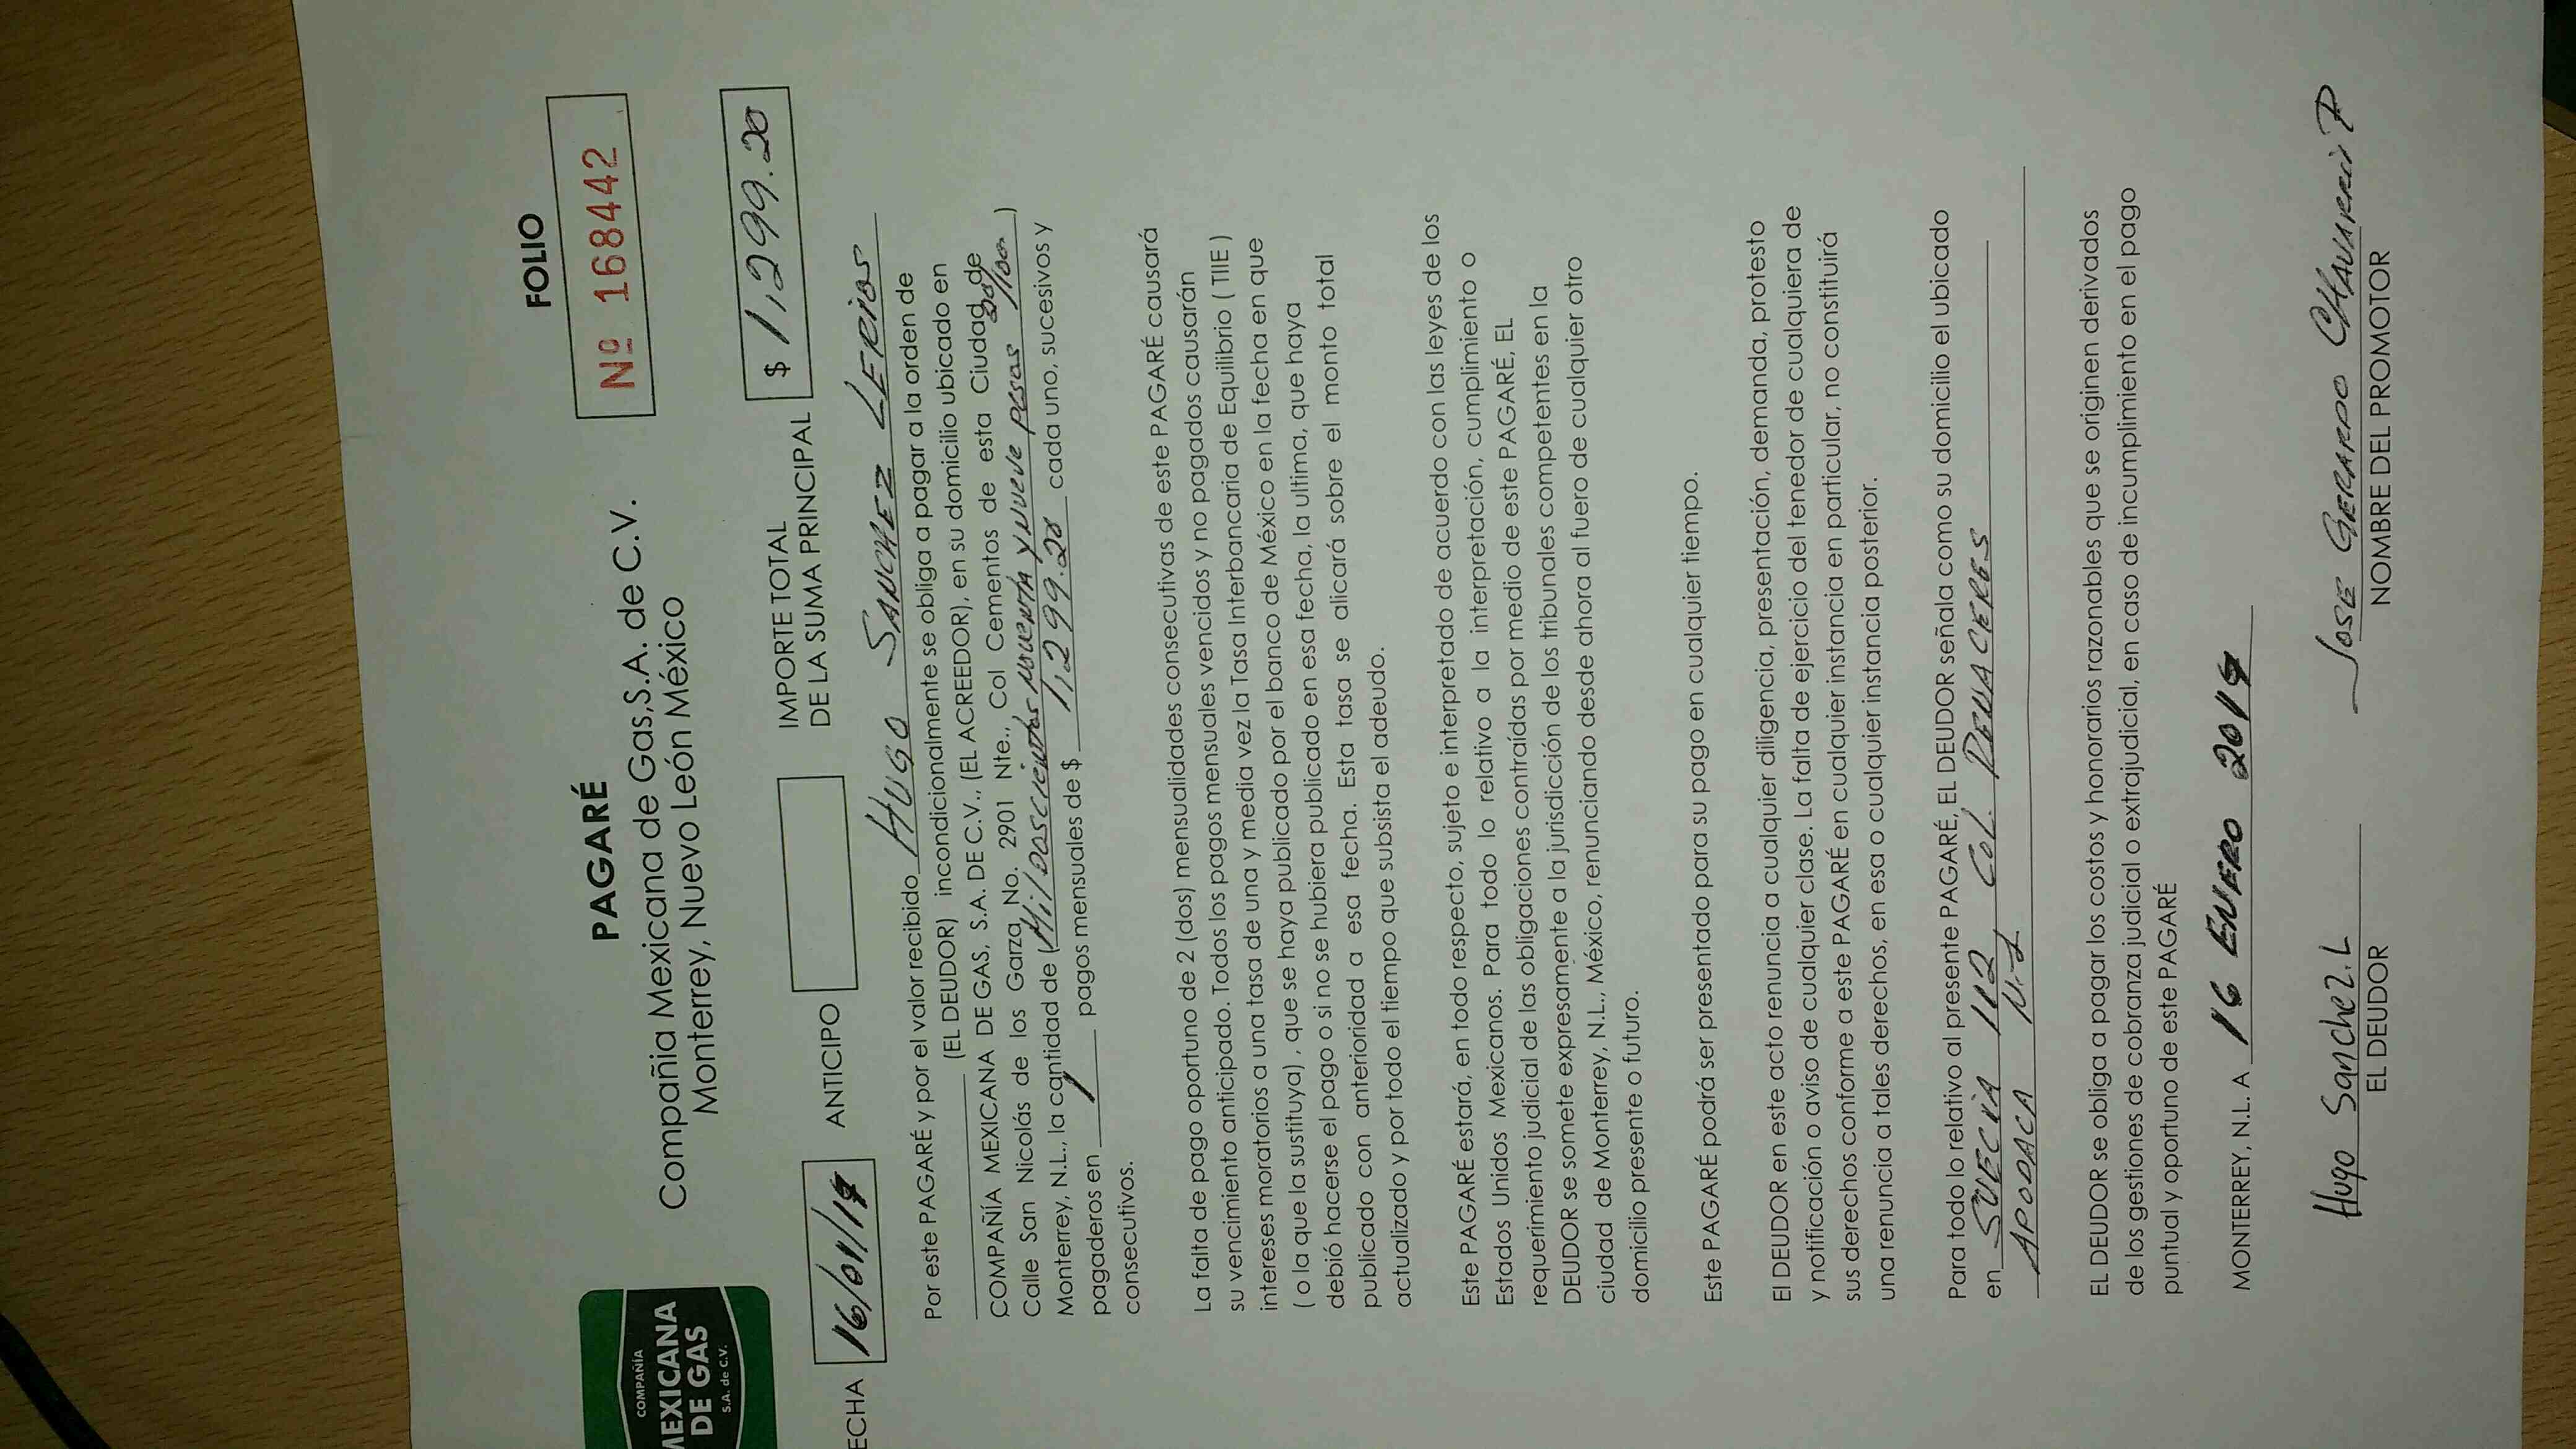 COMPAÑÍA
MEXICANA
DE GAS
S.A. de C.V.
PAGARÉ
Compañia Mexicana de Gas,S.A. de C.V.
Monterrey, Nuevo León México
FOLIO
Nº 168442
ECHA 16/01/19 ANTICIPO
IMPORTE TOTAL
DE LA SUMA PRINCIPAL $ 1,299.20
Por este PAGARÉ y por el valor recibido HUGO SANCHEZ LERIOS
(EL DEUDOR) incondicionalmente se obliga a pagar a la orden de
COMPAÑÍA MEXICANA DE GAS, S.A. DE C.V., (EL ACREEDOR), en su domicilio ubicado en
Calle San Nicolás de los Garza No. 2901 Nte., Col Cementos de esta Ciudad de
Monterrey, N.L., la cantidad de (Mil Doscientos noventa y nueve pesos 20/100 )
pagaderos en 1 pagos mensuales de $ 1,299.20 cada uno, sucesivos y
consecutivos.
La falta de pago oportuno de 2 (dos) mensualidades consecutivas de este PAGARÉ causará
su vencimiento anticipado. Todos los pagos mensuales vencidos y no pagados causarán
intereses moratorios a una tasa de una y media vez la Tasa Interbancaria de Equilibrio ( TIIE )
( o la que la sustituya) , que se haya publicado por el banco de México en la fecha en que
debió hacerse el pago o si no se hubiera publicado en esa fecha, la ultima, que haya
publicado con anterioridad a esa fecha. Esta tasa se alicará sobre el monto total
actualizado y por todo el tiempo que subsista el adeudo.
Este PAGARÉ estará, en todo respecto, sujeto e interpretado de acuerdo con las leyes de los
Estados Unidos Mexicanos. Para todo lo relativo a la interpretación, cumplimiento o
requerimiento judicial de las obligaciones contraídas por medio de este PAGARÉ, EL
DEUDOR se somete expresamente a la jurisdicción de los tribunales competentes en la
ciudad de Monterrey, N.L., México, renunciando desde ahora al fuero de cualquier otro
domicilio presente o futuro.
Este PAGARÉ podrá ser presentado para su pago en cualquier tiempo.
El DEUDOR en este acto renuncia a cualquier diligencia, presentación, demanda, protesto
y notificación o aviso de cualquier clase. La falta de ejercicio del tenedor de cualquiera de
sus derechos conforme a este PAGARÉ en cualquier instancia en particular, no constituirá
una renuncia a tales derechos, en esa o cualquier instancia posterior.
Para todo lo relativo al presente PAGARÉ, EL DEUDOR señala como su domicilio el ubicado
en SUECIA 112 COL. RENACERES
APODACA N-L
EL DEUDOR se obliga a pagar los costos y honorarios razonables que se originen derivados
de los gestiones de cobranza judicial o extrajudicial, en caso de incumplimiento en el pago
puntual y oportuno de este PAGARÉ
MONTERREY, N.L. A 16 ENERO 2019
Hugo Sanchez.L
EL DEUDOR
JOSE GERARDO CHAVARRIA P
NOMBRE DEL PROMOTOR